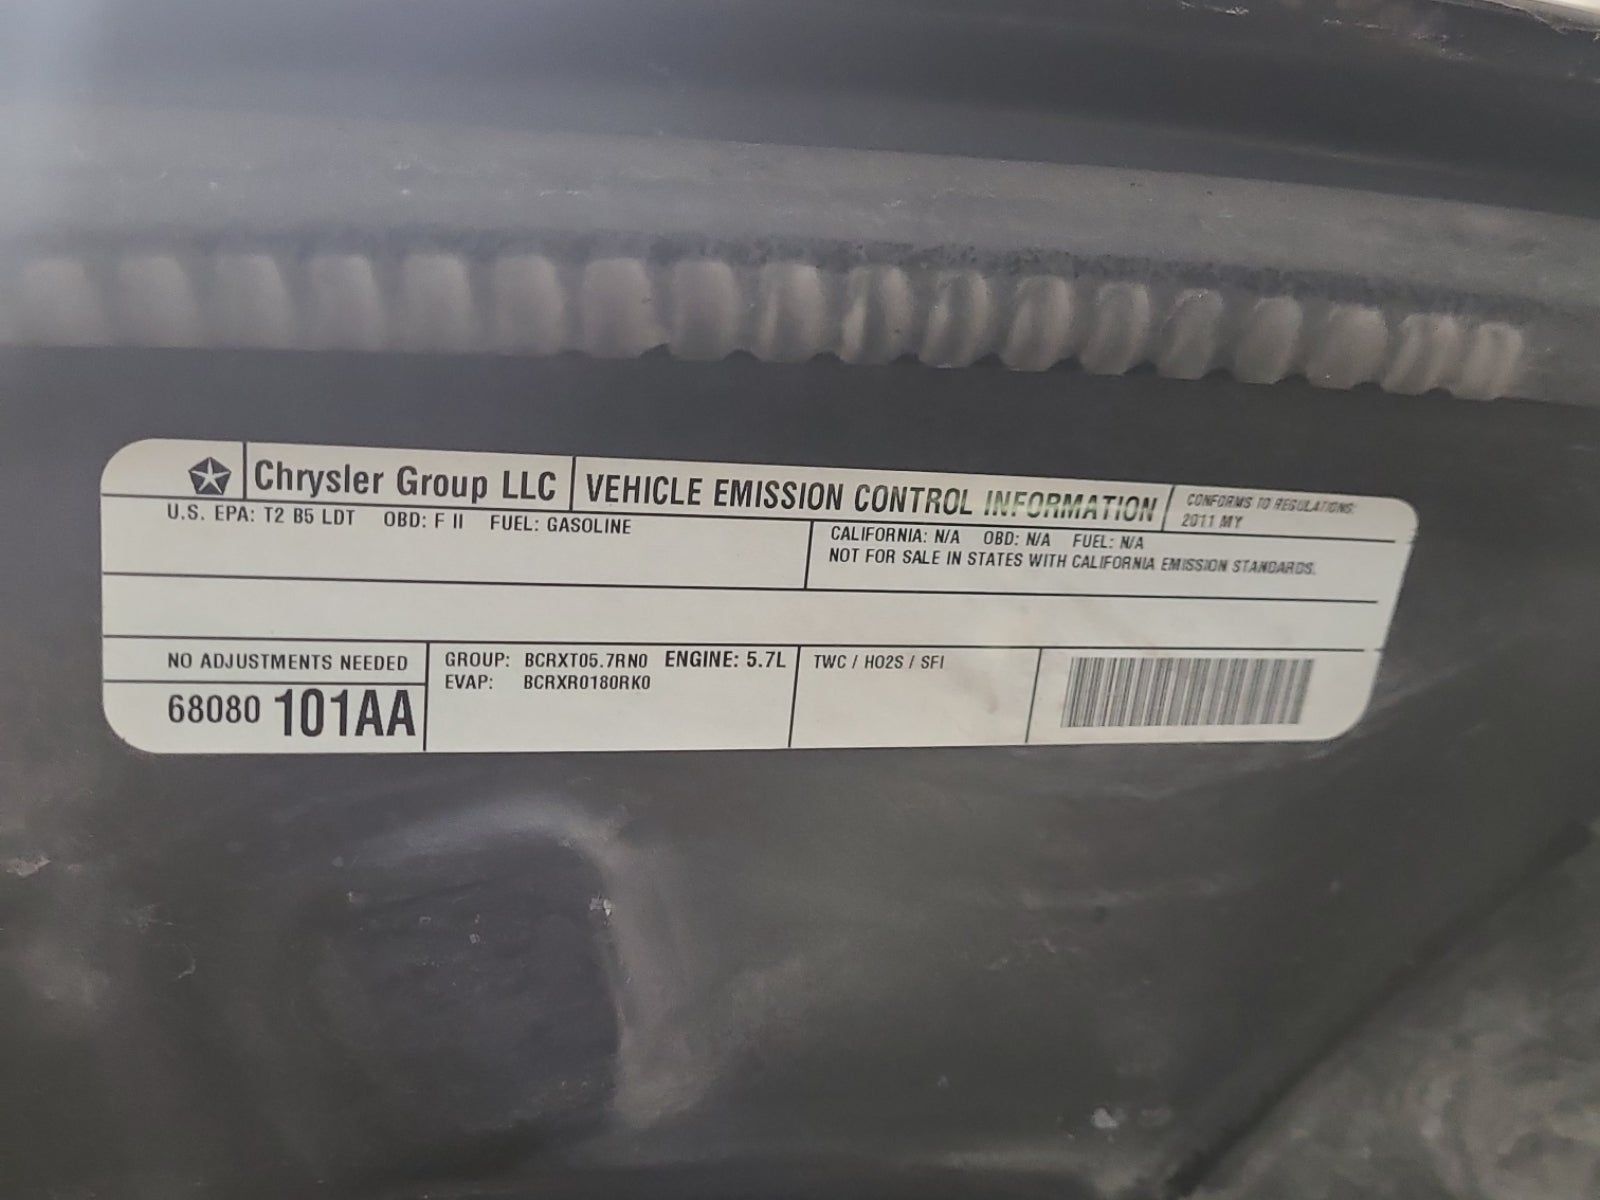 Chrysler Group LLC VEHICLE EMISSION CONTROL INFORMATION CONFORMS TO REGULATIONS:
2011 MY
U.S. EPA: T2 B5 LDT OBD: F II FUEL: GASOLINE
CALIFORNIA: N/A OBD: N/A FUEL: N/A
NOT FOR SALE IN STATES WITH CALIFORNIA EMISSION STANDARDS.
NO ADJUSTMENTS NEEDED
68080 101AA
GROUP: BCRXT05.7RN0 ENGINE: 5.7L
EVAP: BCRXR0180RK0
TWC / HO2S / SFI